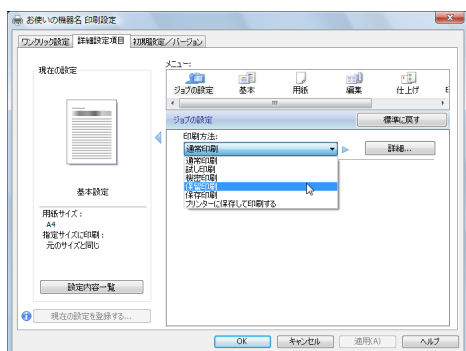 お使いの機器名 印刷設定
ワンクリック設定 詳細設定項目 初期設定／バージョン
現在の設定
メニュー:
ジョブの設定 基本 用紙 編集 仕上げ
ジョブの設定 標準に戻す
印刷方法:
通常印刷 詳細...
通常印刷
試し印刷
機密印刷
保留印刷
保存印刷
プリンターに保存して印刷する
基本設定
用紙サイズ：
A4
指定サイズに印刷：
元のサイズと同じ
設定内容一覧
現在の設定を登録する...
OK キャンセル 適用(A) ヘルプ